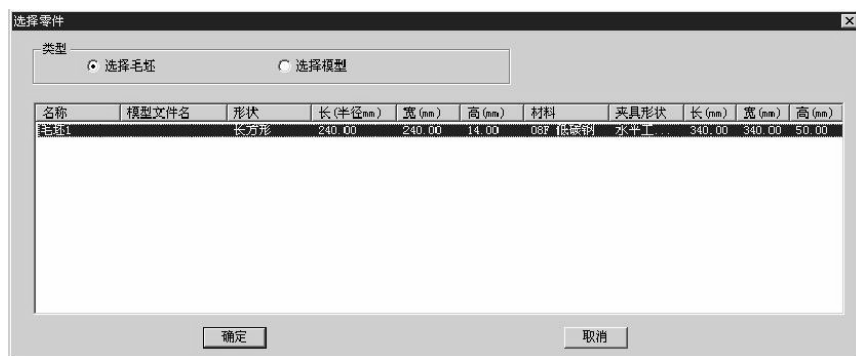 选择零件
类型
选择毛坯 选择模型
名称 模型文件名 形状 长(半径mm) 宽(mm) 高(mm) 材料 夹具形状 长(mm) 宽(mm) 高(mm)
毛坯1 长方形 240.00 240.00 14.00 08F 低碳钢 水平工... 340.00 340.00 50.00
确定 取消